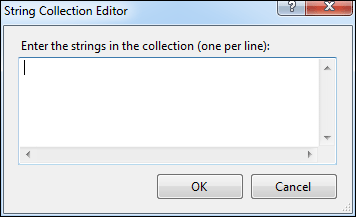 String Collection Editor
Enter the strings in the collection (one per line):
OK
Cancel